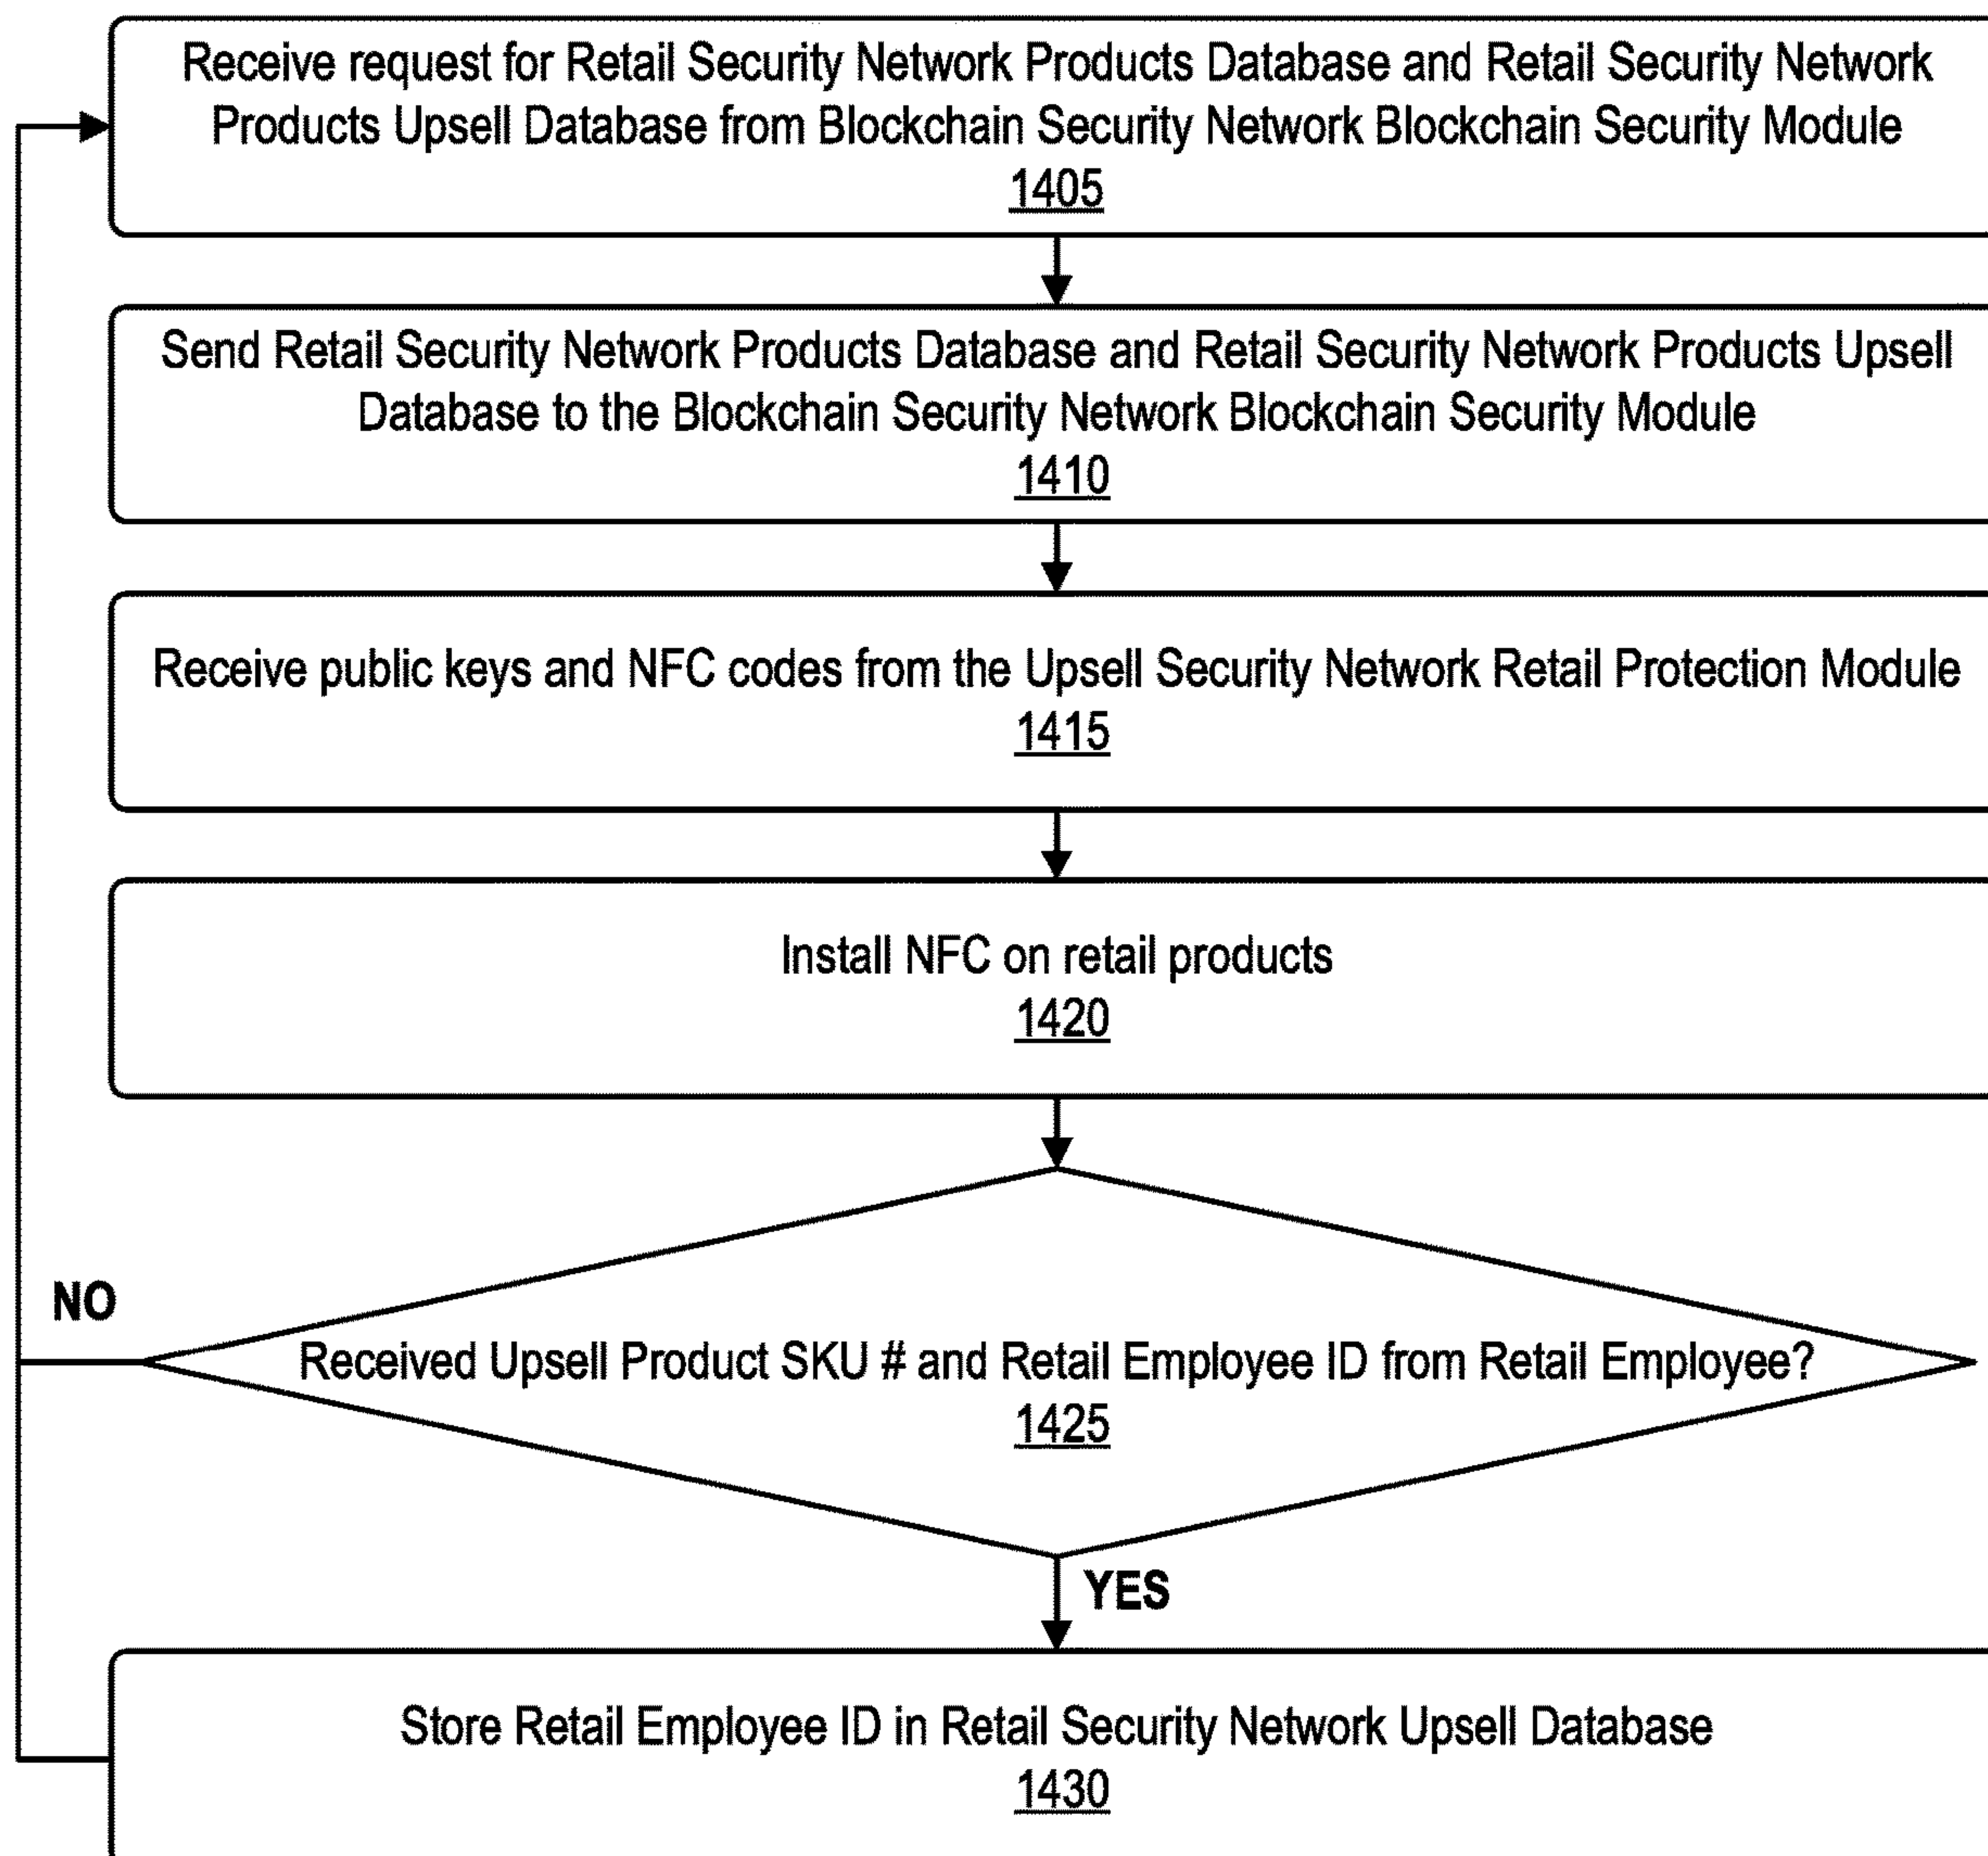 Receive request for Retail Security Network Products Database and Retail Security Network
Products Upsell Database from Blockchain Security Network Blockchain Security Module
1405
Send Retail Security Network Products Database and Retail Security Network Products Upsell
Database to the Blockchain Security Network Blockchain Security Module
1410
Receive public keys and NFC codes from the Upsell Security Network Retail Protection Module
1415
Install NFC on retail products
1420
NO
Received Upsell Product SKU # and Retail Employee ID from Retail Employee?
1425
YES
Store Retail Employee ID in Retail Security Network Upsell Database
1430